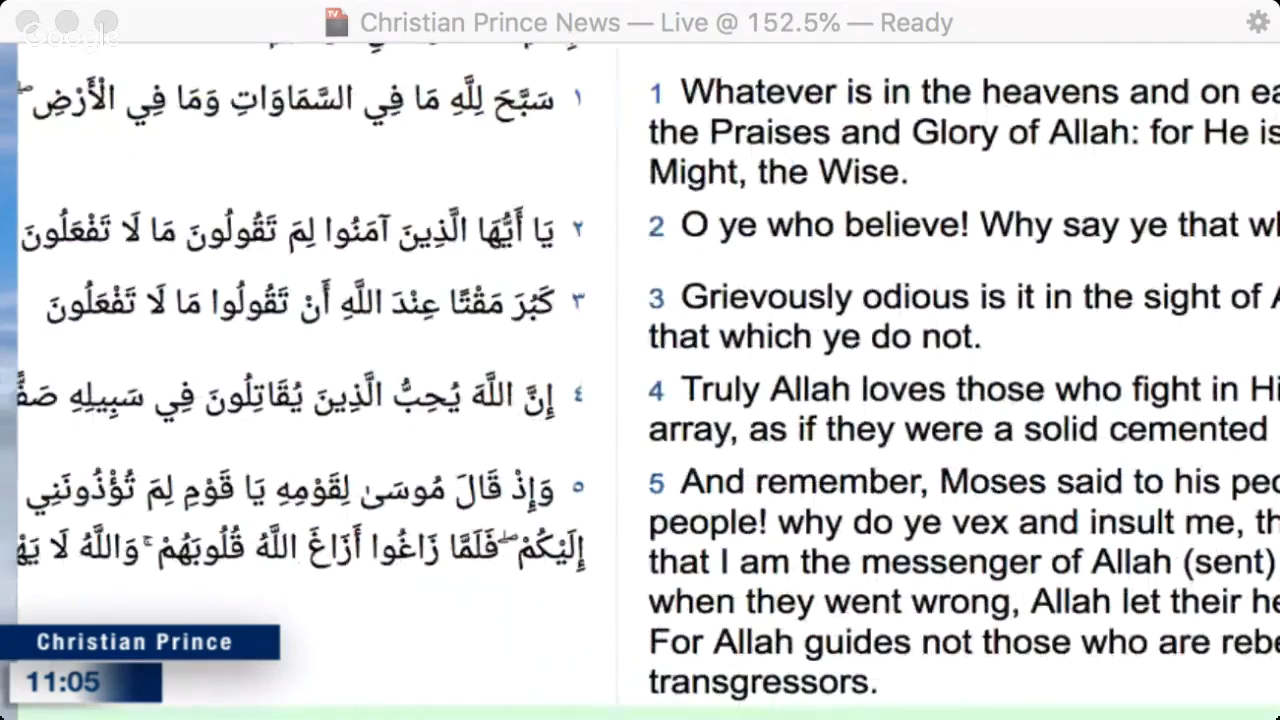 Christian Prince News — Live @ 152.5% — Ready
Google
١ سَبَّحَ لِلَّهِ مَا فِي السَّمَاوَاتِ وَمَا فِي الْأَرْضِ ۖ
٢ يَا أَيُّهَا الَّذِينَ آمَنُوا لِمَ تَقُولُونَ مَا لَا تَفْعَلُونَ
٣ كَبُرَ مَقْتًا عِنْدَ اللَّهِ أَنْ تَقُولُوا مَا لَا تَفْعَلُونَ
٤ إِنَّ اللَّهَ يُحِبُّ الَّذِينَ يُقَاتِلُونَ فِي سَبِيلِهِ صَفًّ
٥ وَإِذْ قَالَ مُوسَىٰ لِقَوْمِهِ يَا قَوْمِ لِمَ تُؤْذُونَنِي
إِلَيْكُمْ ۖ فَلَمَّا زَاغُوا أَزَاغَ اللَّهُ قُلُوبَهُمْ ۚ وَاللَّهُ لَا
1 Whatever is in the heavens and on ea
the Praises and Glory of Allah: for He is
Might, the Wise.
2 O ye who believe! Why say ye that
3 Grievously odious is it in the sight of
that which ye do not.
4 Truly Allah loves those who fight in Hi
array, as if they were a solid cemented
5 And remember, Moses said to his peo
people! why do ye vex and insult me, th
that I am the messenger of Allah (sent)
when they went wrong, Allah let their he
For Allah guides not those who are rebe
transgressors.
Christian Prince
11:05